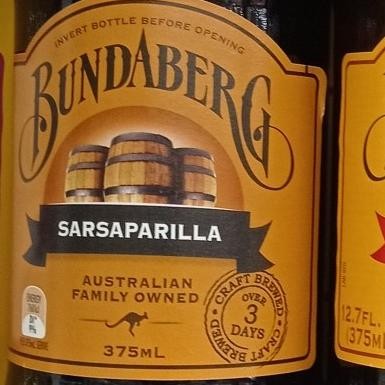 INVERT BOTTLE BEFORE OPENING
BUNDABERG
SARSAPARILLA
AUSTRALIAN
FAMILY OWNED
375mL
CRAFT BREWED
OVER
3
DAYS
CRAFT BREWED
ENERGY
12.7FL.
(375M